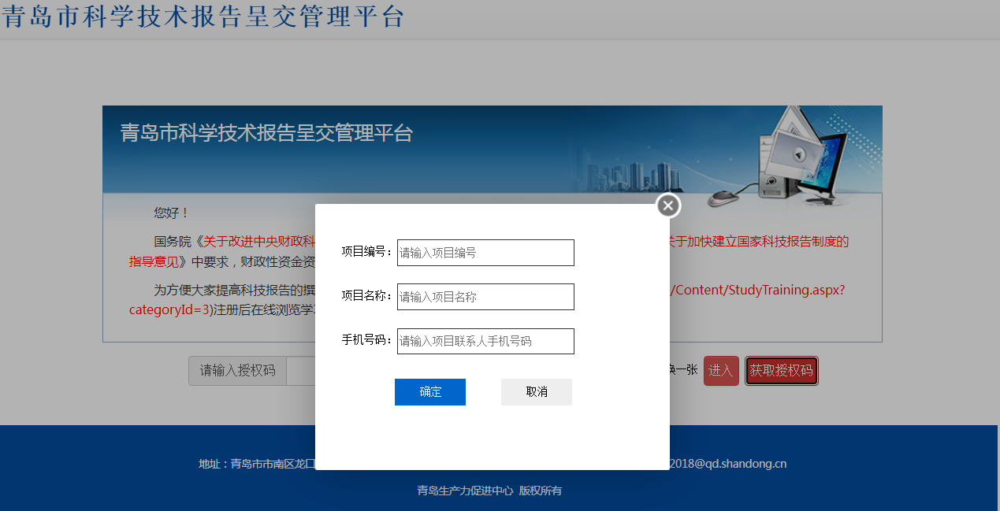 青岛市科学技术报告呈交管理平台
青岛市科学技术报告呈交管理平台
您好！
国务院《关于改进中央财政科
关于加快建立国家科技报告制度的
指导意见》中要求，财政性资金资
为方便大家提高科技报告的撰
/Content/StudyTraining.aspx?
categoryId=3)注册后在线浏览学
项目编号：
请输入项目编号
项目名称：
请输入项目名称
手机号码：
请输入项目联系人手机号码
确定
取消
请输入授权码
换一张
进入
获取授权码
地址：青岛市市南区龙口
2018@qd.shandong.cn
青岛生产力促进中心 版权所有